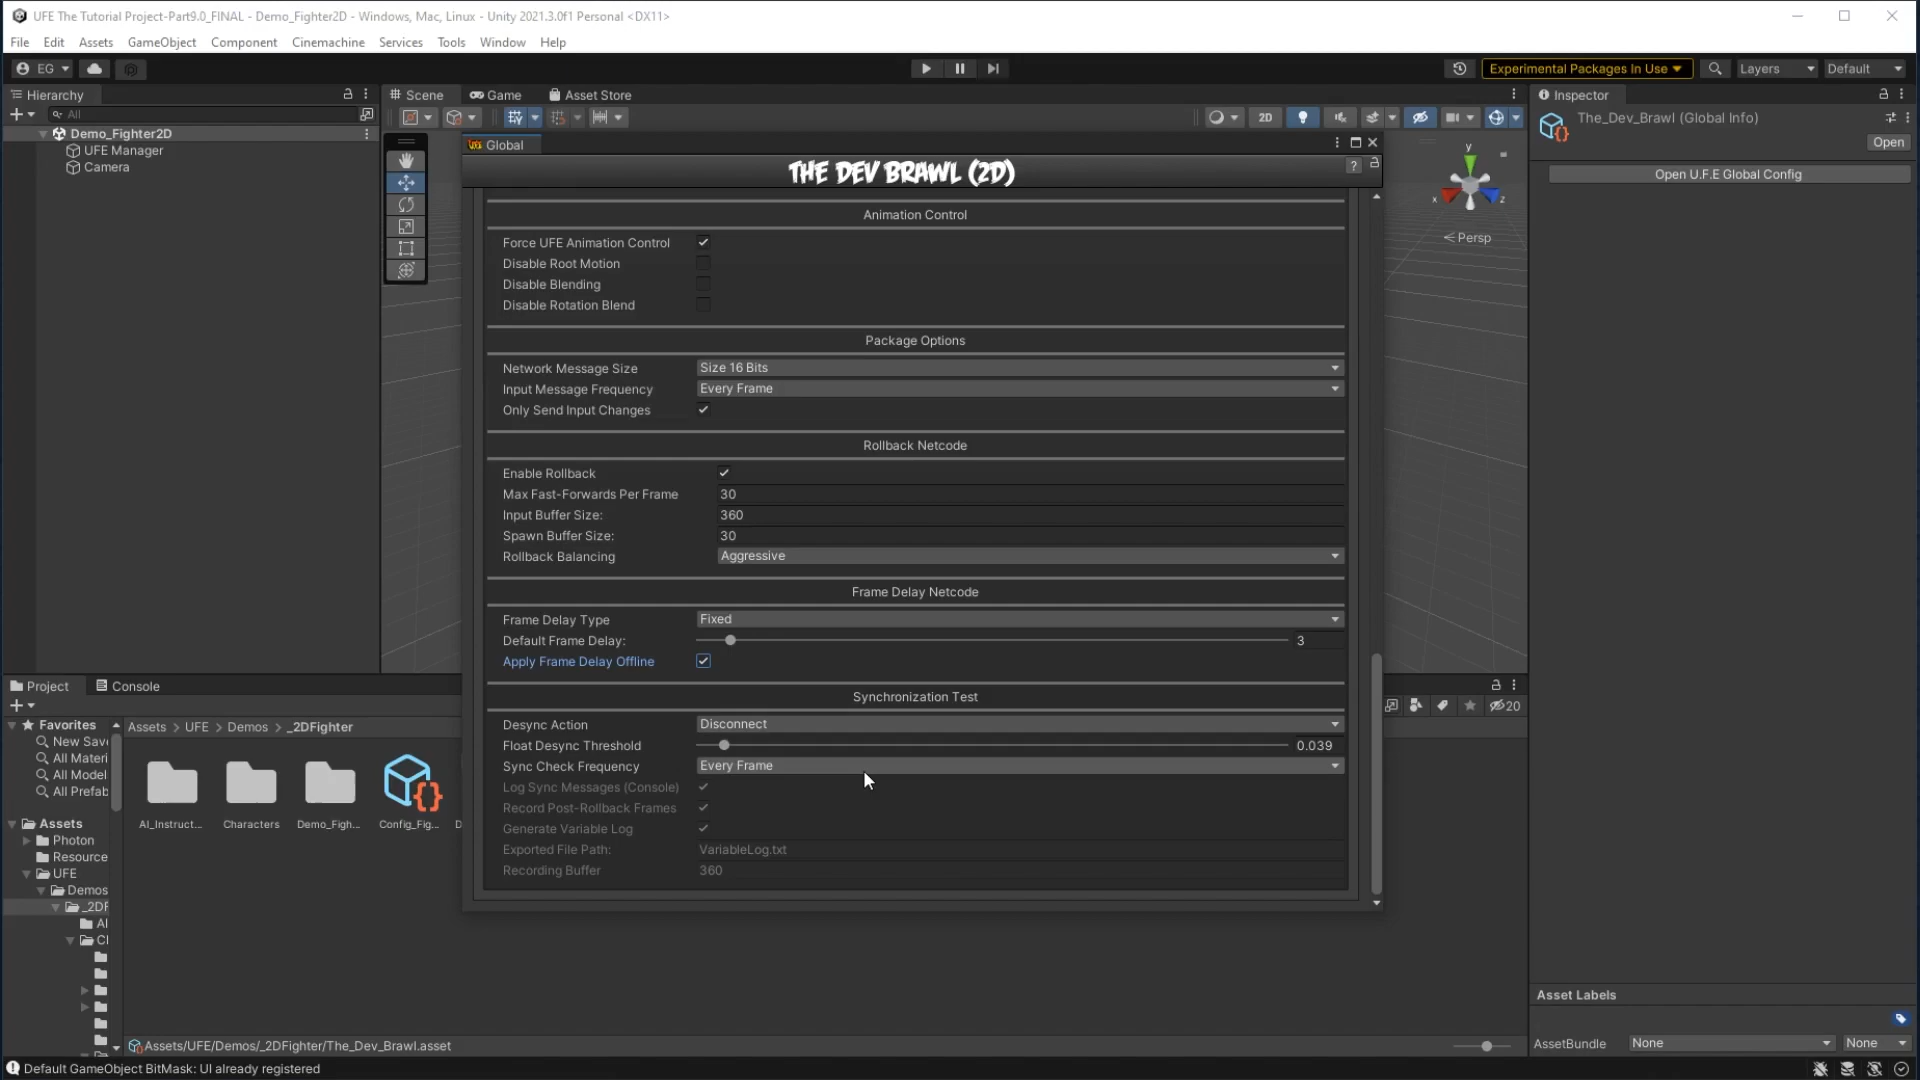 UFE The Tutorial Project-Part9.0_FINAL - Demo_Fighter2D - Windows, Mac, Linux - Unity 2021.3.0f1 Personal <DX11>
File Edit Assets GameObject Component Cinemachine Services Tools Window Help
EG Experimental Packages In Use Layers Default
Hierarchy
All
Demo_Fighter2D
UFE Manager
Camera
Scene Game Asset Store
2D
Inspector
The_Dev_Brawl (Global Info)
Open
Open U.F.E Global Config
y
x
z
Persp
UFE Global
THE DEV BRAWL (2D)
?
Animation Control
Force UFE Animation Control
Disable Root Motion
Disable Blending
Disable Rotation Blend
Package Options
Network Message Size Size 16 Bits
Input Message Frequency Every Frame
Only Send Input Changes
Rollback Netcode
Enable Rollback
Max Fast-Forwards Per Frame 30
Input Buffer Size: 360
Spawn Buffer Size: 30
Rollback Balancing Aggressive
Frame Delay Netcode
Frame Delay Type Fixed
Default Frame Delay: 3
Apply Frame Delay Offline
Synchronization Test
Desync Action Disconnect
Float Desync Threshold 0.039
Sync Check Frequency Every Frame
Log Sync Messages (Console)
Record Post-Rollback Frames
Generate Variable Log
Exported File Path: VariableLog.txt
Recording Buffer 360
Project Console
20
Favorites
New Save
All Materi
All Model
All Prefab
Assets
Photon
Resource
UFE
Demos
_2DF
AI
Cl
Assets > UFE > Demos > _2DFighter
AI_Instruct... Characters Demo_Figh... Config_Fig... D
Assets/UFE/Demos/_2DFighter/The_Dev_Brawl.asset
Asset Labels
AssetBundle None None
Default GameObject BitMask: UI already registered